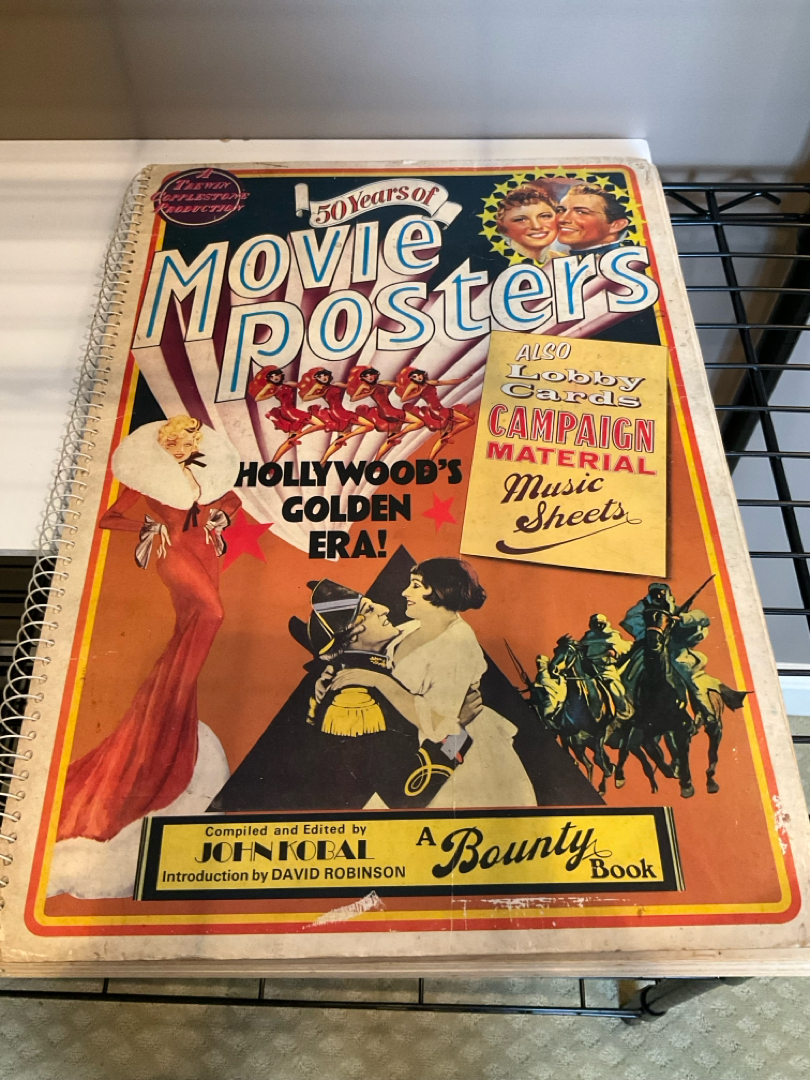 A
TREWIN
COPPLESTONE
PRODUCTION
50 Years of
MOVIE
Posters
ALSO
Lobby
Cards
CAMPAIGN
MATERIAL
Music
Sheets
HOLLYWOOD'S
GOLDEN
ERA!
Compiled and Edited by
JOHN KOBAL
Introduction by DAVID ROBINSON
A Bounty Book